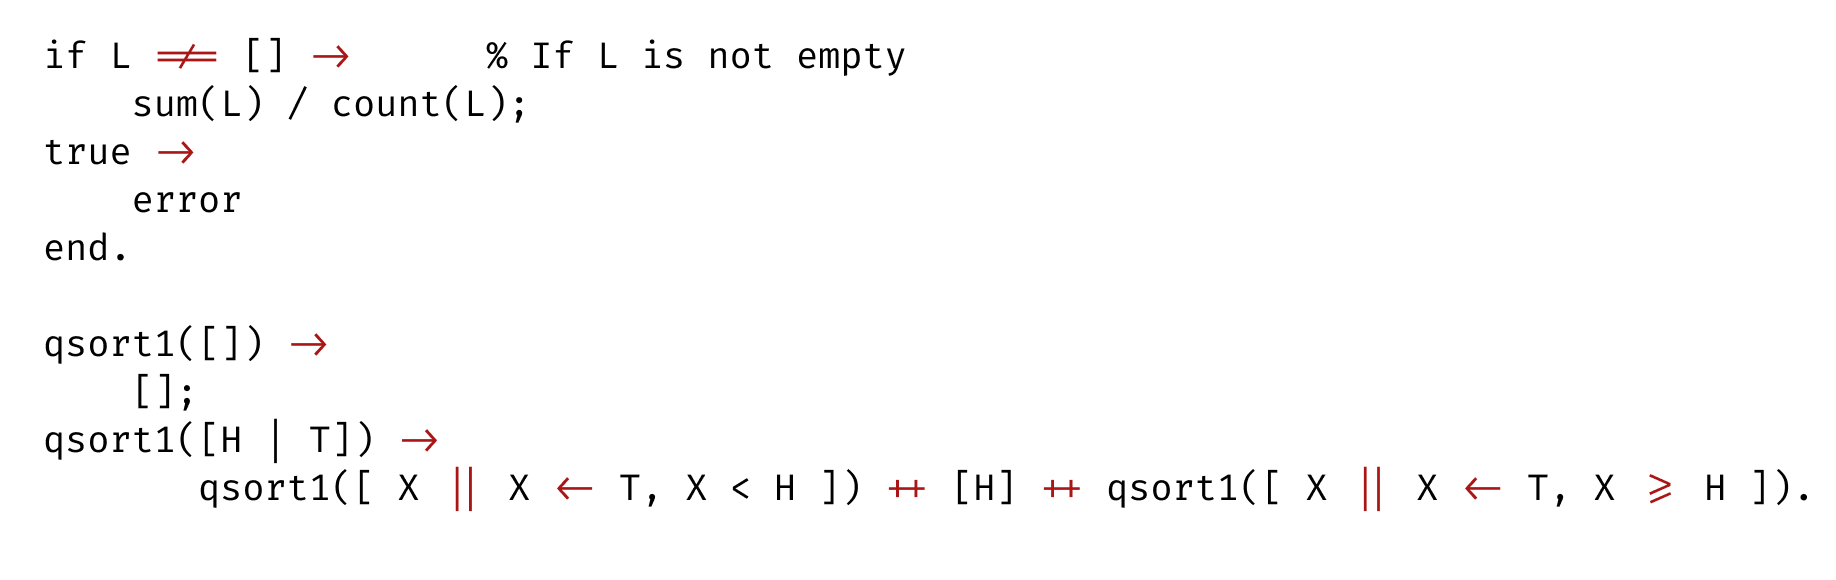 if L =/= [] →      % If L is not empty
    sum(L) / count(L);
true →
    error
end.

qsort1([]) →
    [];
qsort1([H | T]) →
       qsort1([ X || X ← T, X < H ]) ++ [H] ++ qsort1([ X || X ← T, X ⩾ H ]).